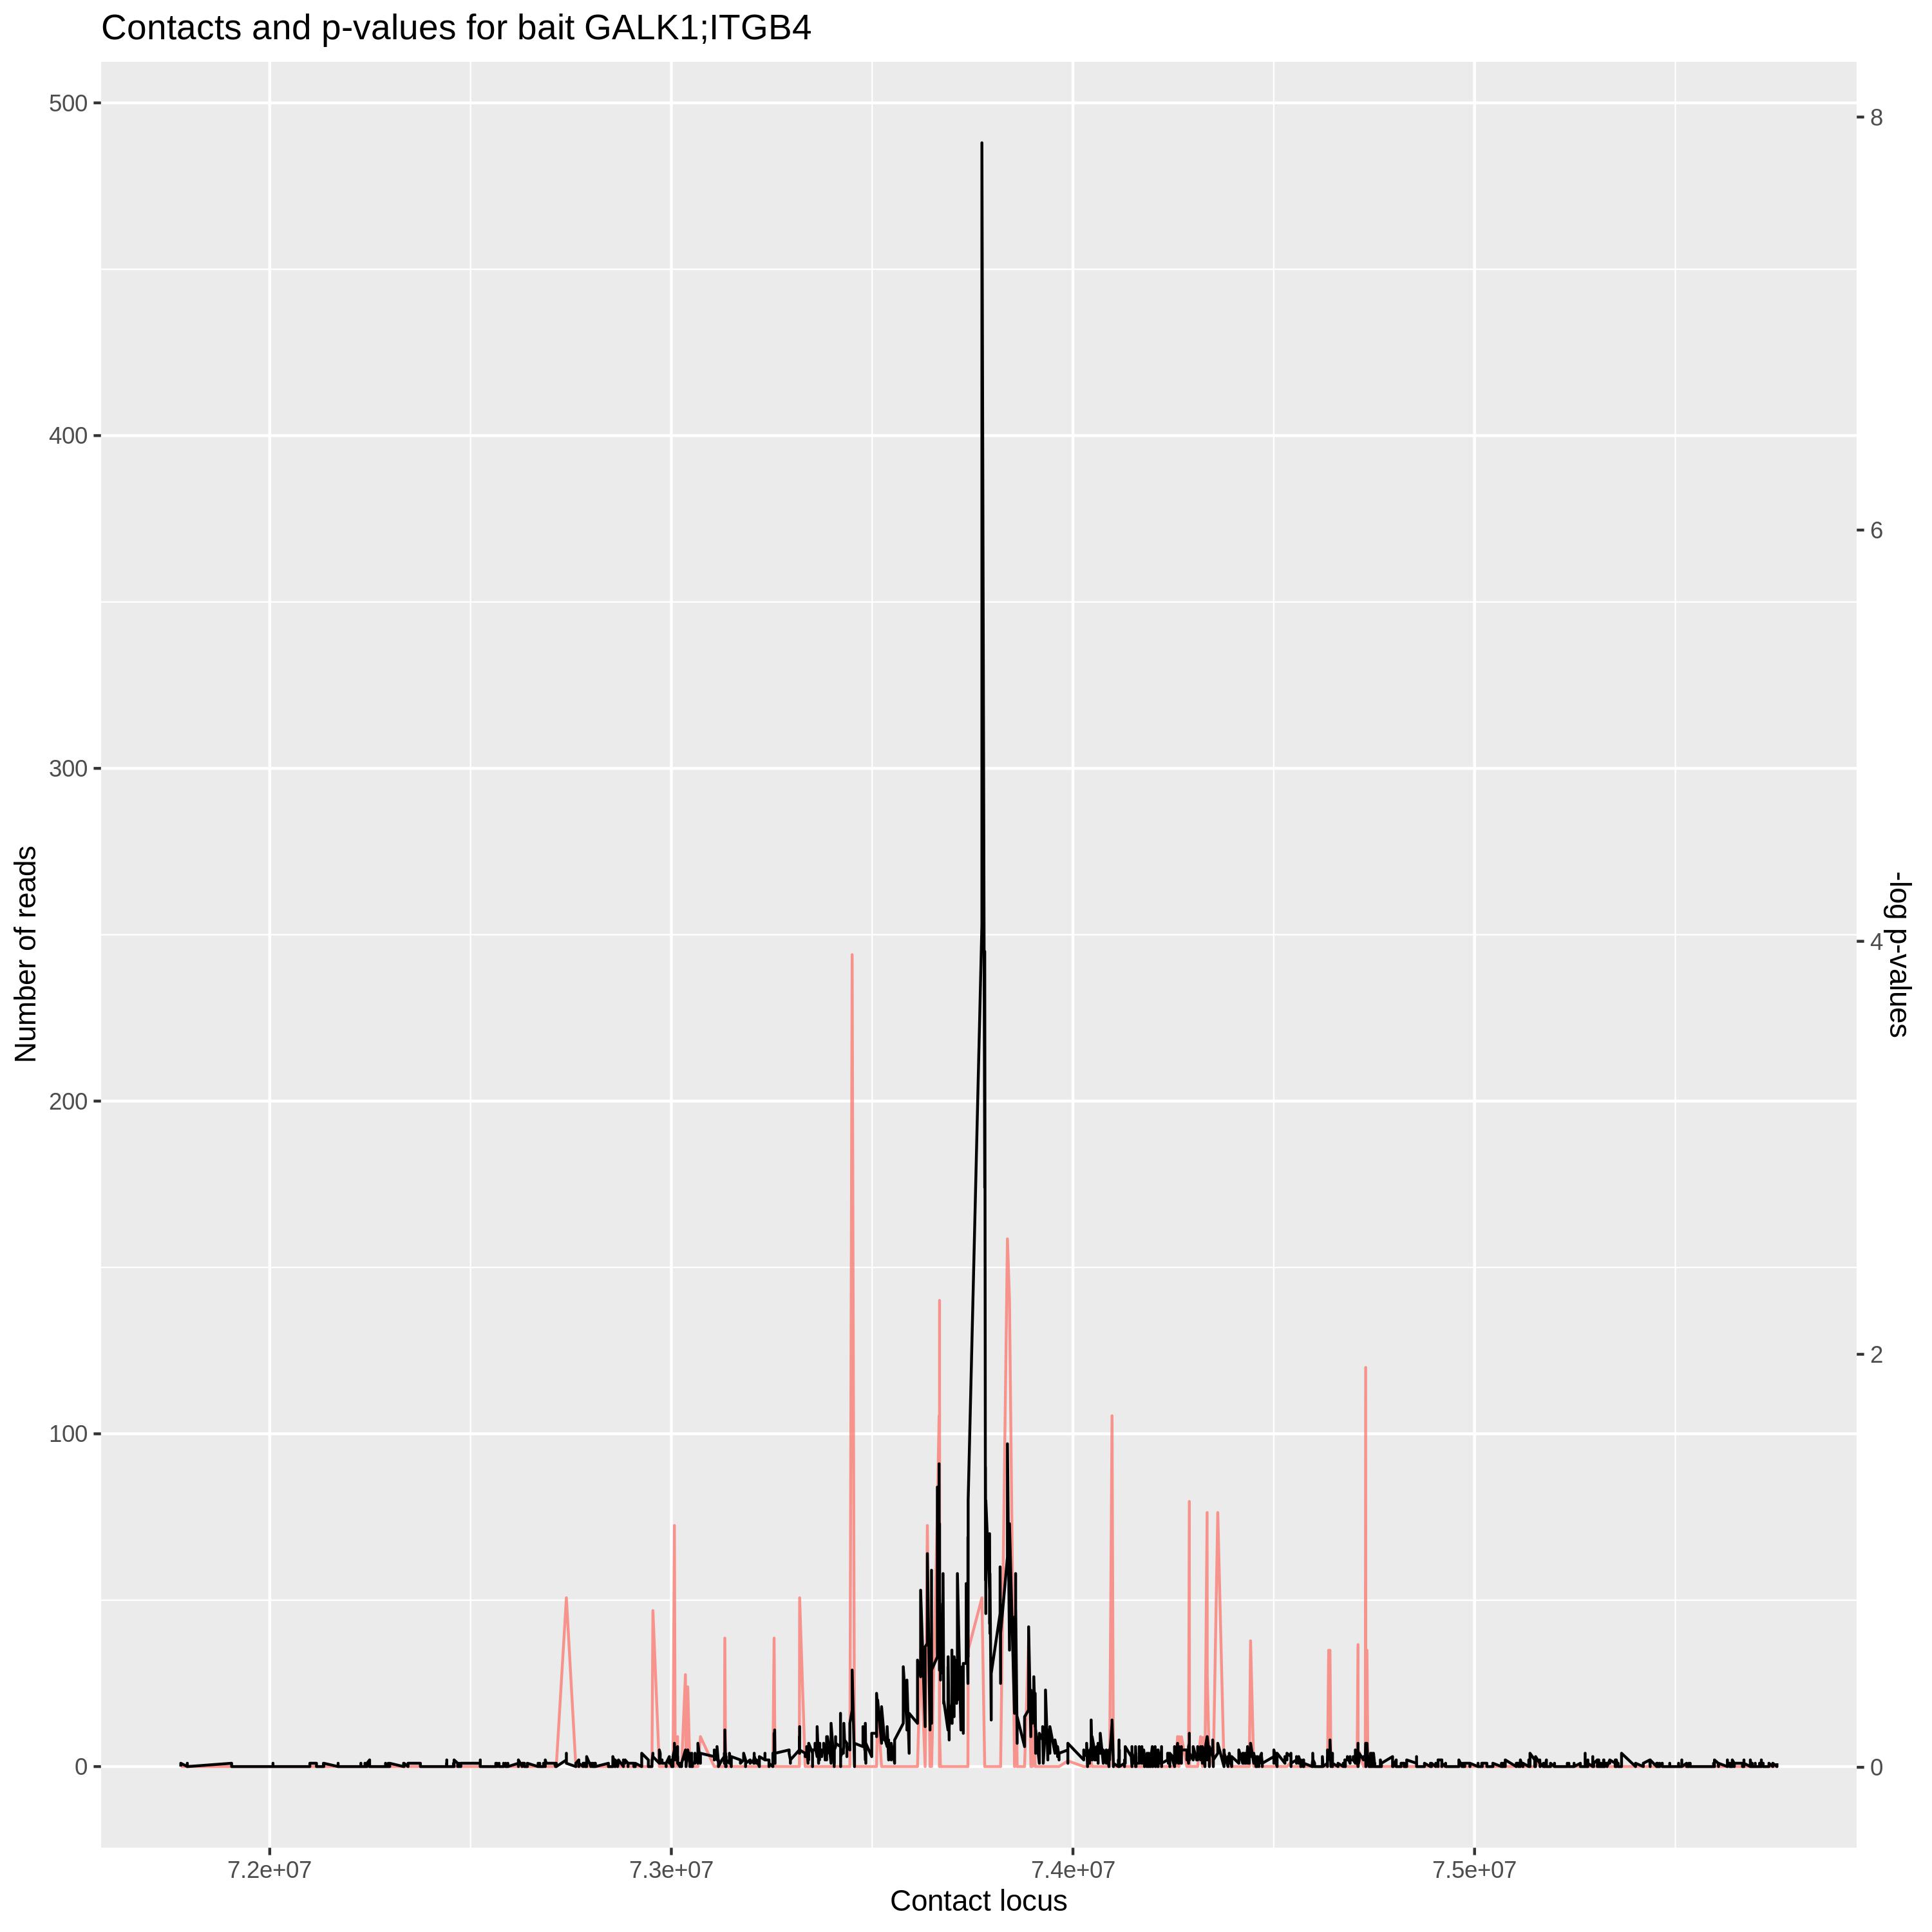 Contacts and p-values for bait GALK1;ITGB4
500
400
300
200
100
0
Number of reads
8
6
4
2
0
-log p-values
7.2e+07 7.3e+07 7.4e+07 7.5e+07
Contact locus